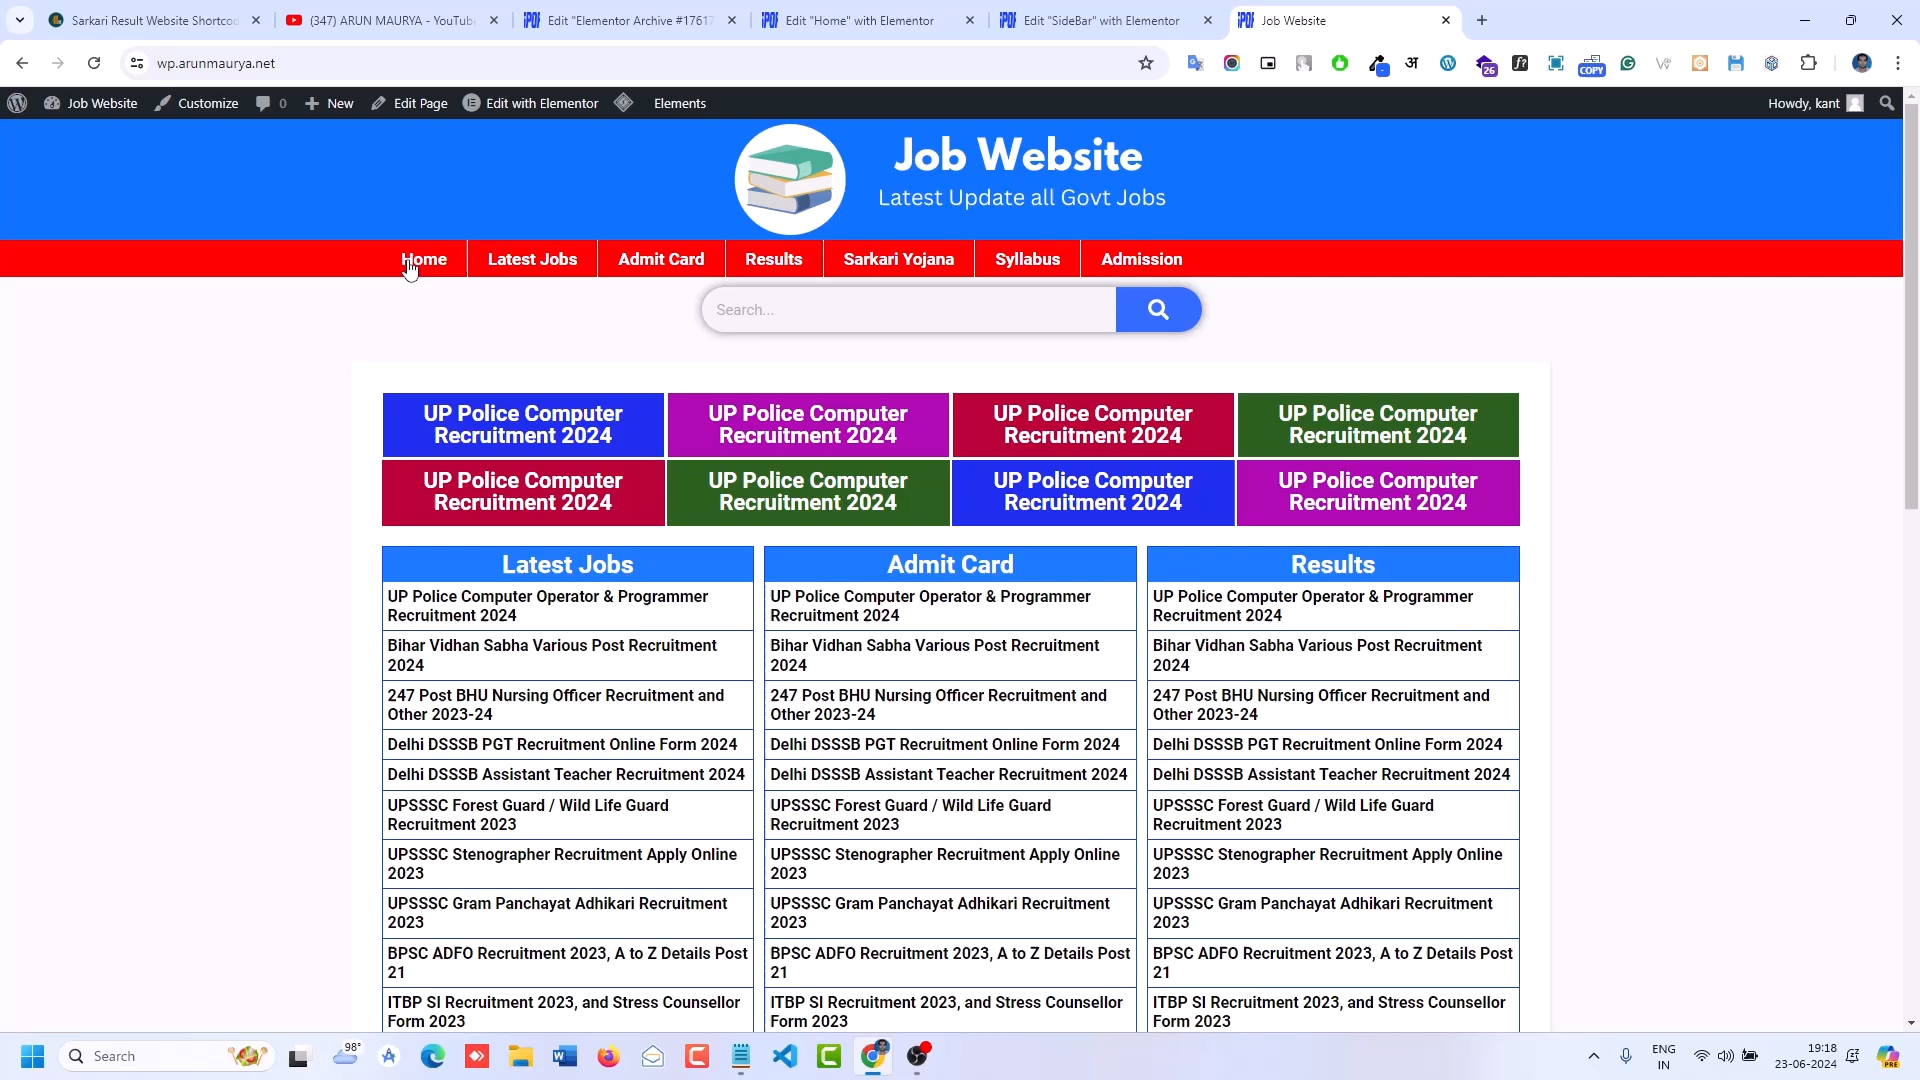 Sarkari Result Website Shortcod
(347) ARUN MAURYA - YouTube
Edit "Elementor Archive #17617
Edit "Home" with Elementor
Edit "SideBar" with Elementor
Job Website
wp.arunmaurya.net
26
COPY
Job Website
Customize
0
New
Edit Page
Edit with Elementor
Elements
Howdy, kant
Job Website
Latest Update all Govt Jobs
Home
Latest Jobs
Admit Card
Results
Sarkari Yojana
Syllabus
Admission
Search...
UP Police Computer
Recruitment 2024
UP Police Computer
Recruitment 2024
UP Police Computer
Recruitment 2024
UP Police Computer
Recruitment 2024
UP Police Computer
Recruitment 2024
UP Police Computer
Recruitment 2024
UP Police Computer
Recruitment 2024
UP Police Computer
Recruitment 2024
Latest Jobs
UP Police Computer Operator & Programmer
Recruitment 2024
Bihar Vidhan Sabha Various Post Recruitment
2024
247 Post BHU Nursing Officer Recruitment and
Other 2023-24
Delhi DSSSB PGT Recruitment Online Form 2024
Delhi DSSSB Assistant Teacher Recruitment 2024
UPSSSC Forest Guard / Wild Life Guard
Recruitment 2023
UPSSSC Stenographer Recruitment Apply Online
2023
UPSSSC Gram Panchayat Adhikari Recruitment
2023
BPSC ADFO Recruitment 2023, A to Z Details Post
21
ITBP SI Recruitment 2023, and Stress Counsellor
Form 2023
Admit Card
UP Police Computer Operator & Programmer
Recruitment 2024
Bihar Vidhan Sabha Various Post Recruitment
2024
247 Post BHU Nursing Officer Recruitment and
Other 2023-24
Delhi DSSSB PGT Recruitment Online Form 2024
Delhi DSSSB Assistant Teacher Recruitment 2024
UPSSSC Forest Guard / Wild Life Guard
Recruitment 2023
UPSSSC Stenographer Recruitment Apply Online
2023
UPSSSC Gram Panchayat Adhikari Recruitment
2023
BPSC ADFO Recruitment 2023, A to Z Details Post
21
ITBP SI Recruitment 2023, and Stress Counsellor
Form 2023
Results
UP Police Computer Operator & Programmer
Recruitment 2024
Bihar Vidhan Sabha Various Post Recruitment
2024
247 Post BHU Nursing Officer Recruitment and
Other 2023-24
Delhi DSSSB PGT Recruitment Online Form 2024
Delhi DSSSB Assistant Teacher Recruitment 2024
UPSSSC Forest Guard / Wild Life Guard
Recruitment 2023
UPSSSC Stenographer Recruitment Apply Online
2023
UPSSSC Gram Panchayat Adhikari Recruitment
2023
BPSC ADFO Recruitment 2023, A to Z Details Post
21
ITBP SI Recruitment 2023, and Stress Counsellor
Form 2023
Search
98°
ENG
IN
19:18
23-06-2024
PRE